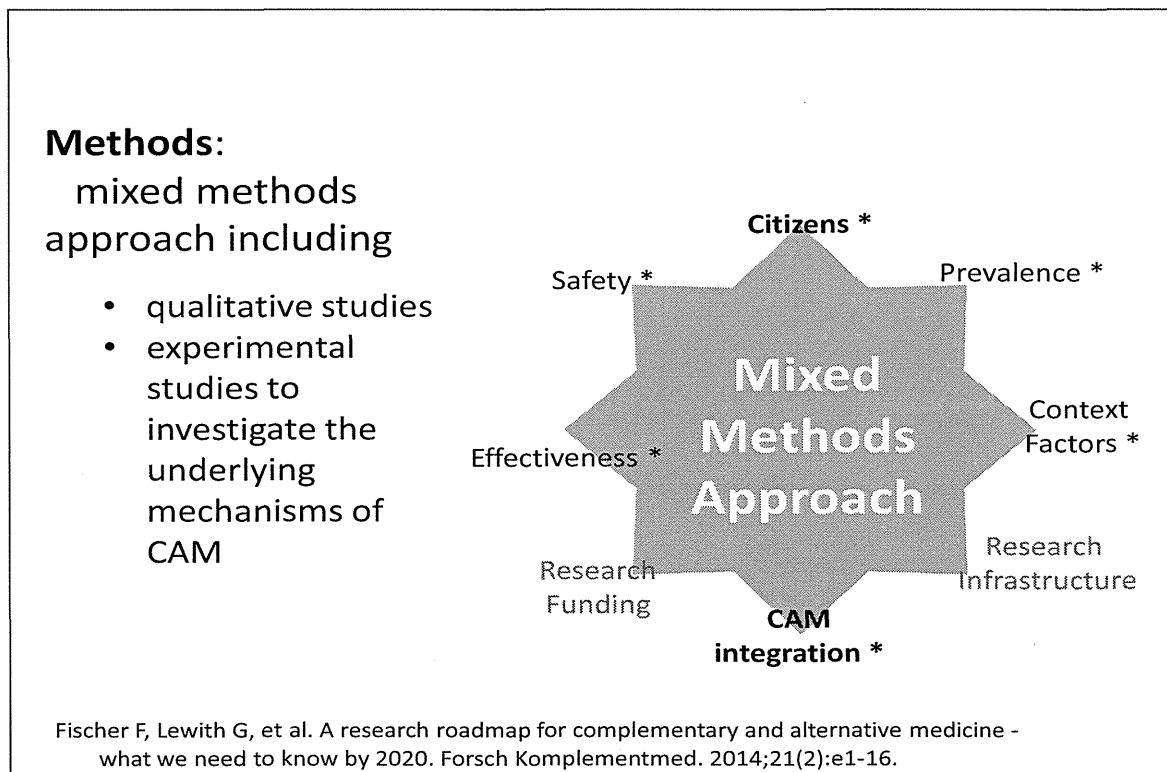 Methods:
mixed methods
approach including
• qualitative studies
• experimental
studies to
investigate the
underlying
mechanisms of
CAM
Citizens *
Safety *
Prevalence *
Mixed
Methods
Approach
Context
Factors *
Effectiveness *
Research
Infrastructure
Research
Funding
CAM
integration *
Fischer F, Lewith G, et al. A research roadmap for complementary and alternative medicine -
what we need to know by 2020. Forsch Komplementmed. 2014;21(2):e1-16.